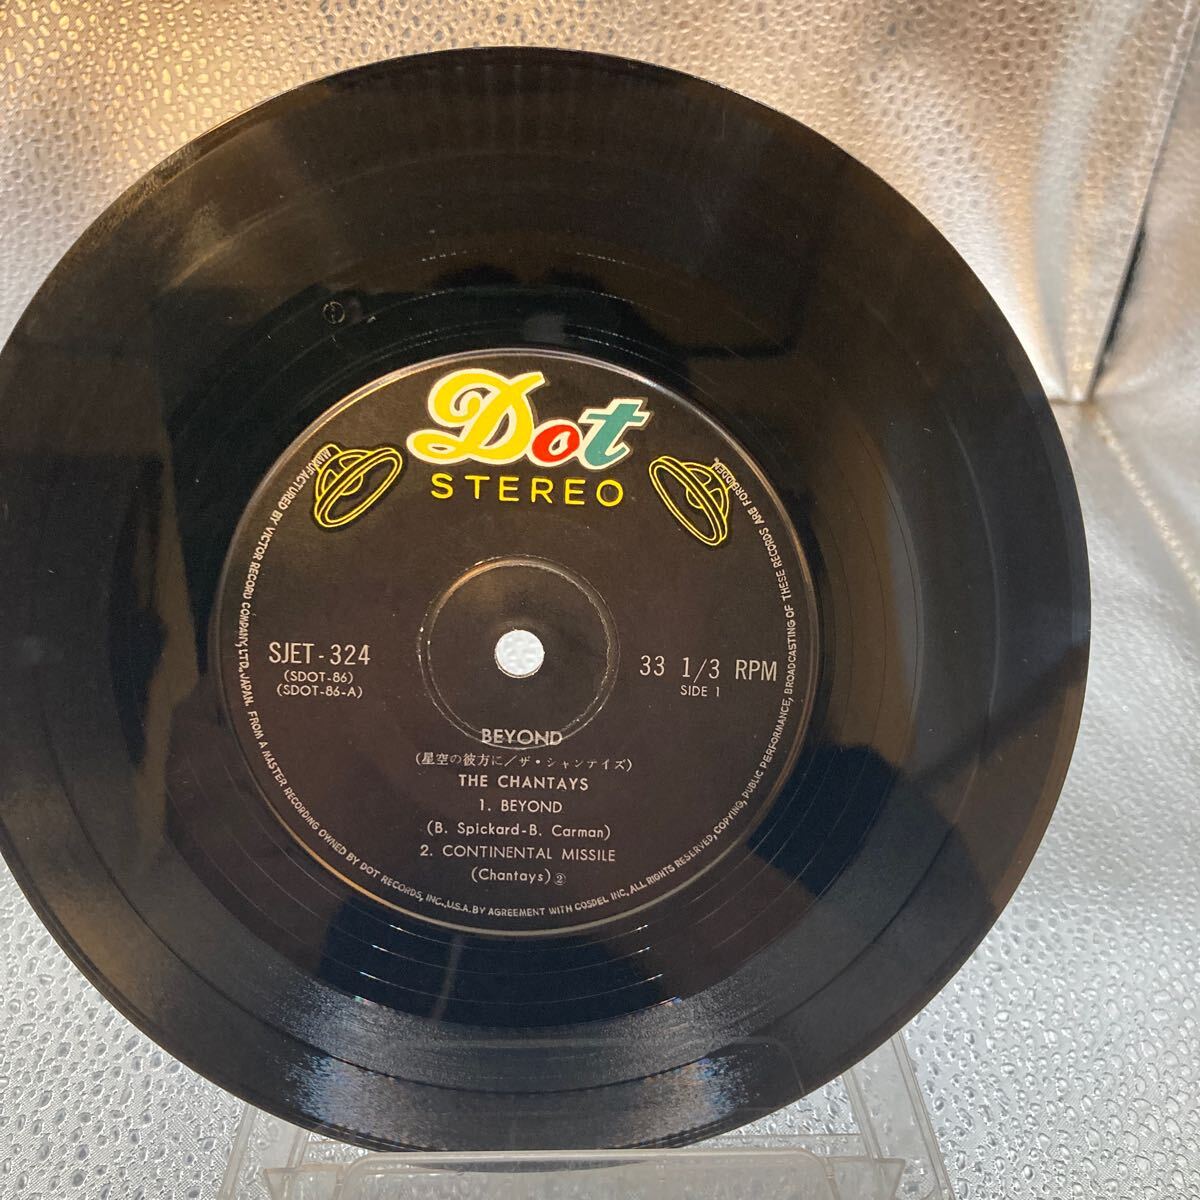 Dot
STEREO
SJET-324
(SDOT-86)
(SDOT-86-A)
33 1/3 RPM
SIDE 1
BEYOND
(星空の彼方に/ザ・シャンテイズ)
THE CHANTAYS
1. BEYOND
(B. Spickard-B. Carman)
2. CONTINENTAL MISSILE
(Chantays)②
MANUFACTURED BY VICTOR RECORD COMPANY, LTD. JAPAN. FROM A MASTER RECORDING OWNED BY DOT RECORDS, INC., U.S.A. BY AGREEMENT WITH COSDEL INC. ALL RIGHTS RESERVED, COPYING, PUBLIC PERFORMANCE, BROADCASTING OF THESE RECORDS ARE FORBIDDEN.